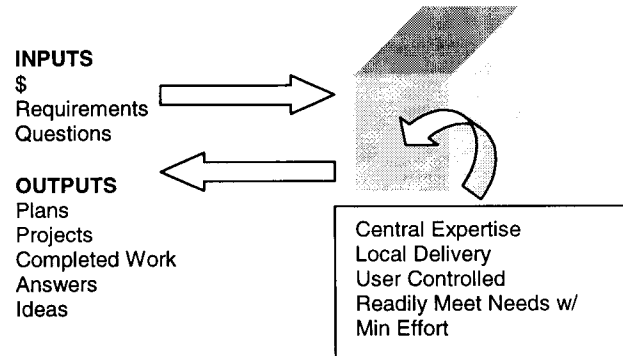 INPUTS
$
Requirements
Questions
OUTPUTS
Plans
Projects
Completed Work
Answers
Ideas
Central Expertise
Local Delivery
User Controlled
Readily Meet Needs w/
Min Effort